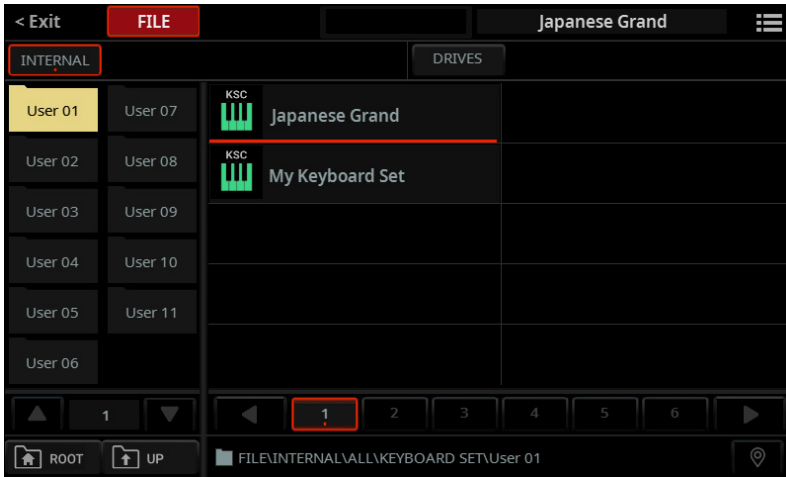 < Exit FILE Japanese Grand
INTERNAL DRIVES
User 01 User 07
User 02 User 08
User 03 User 09
User 04 User 10
User 05 User 11
User 06
1
ROOT UP
KSC
Japanese Grand
KSC
My Keyboard Set
1 2 3 4 5 6
FILE\INTERNAL\ALL\KEYBOARD SET\User 01